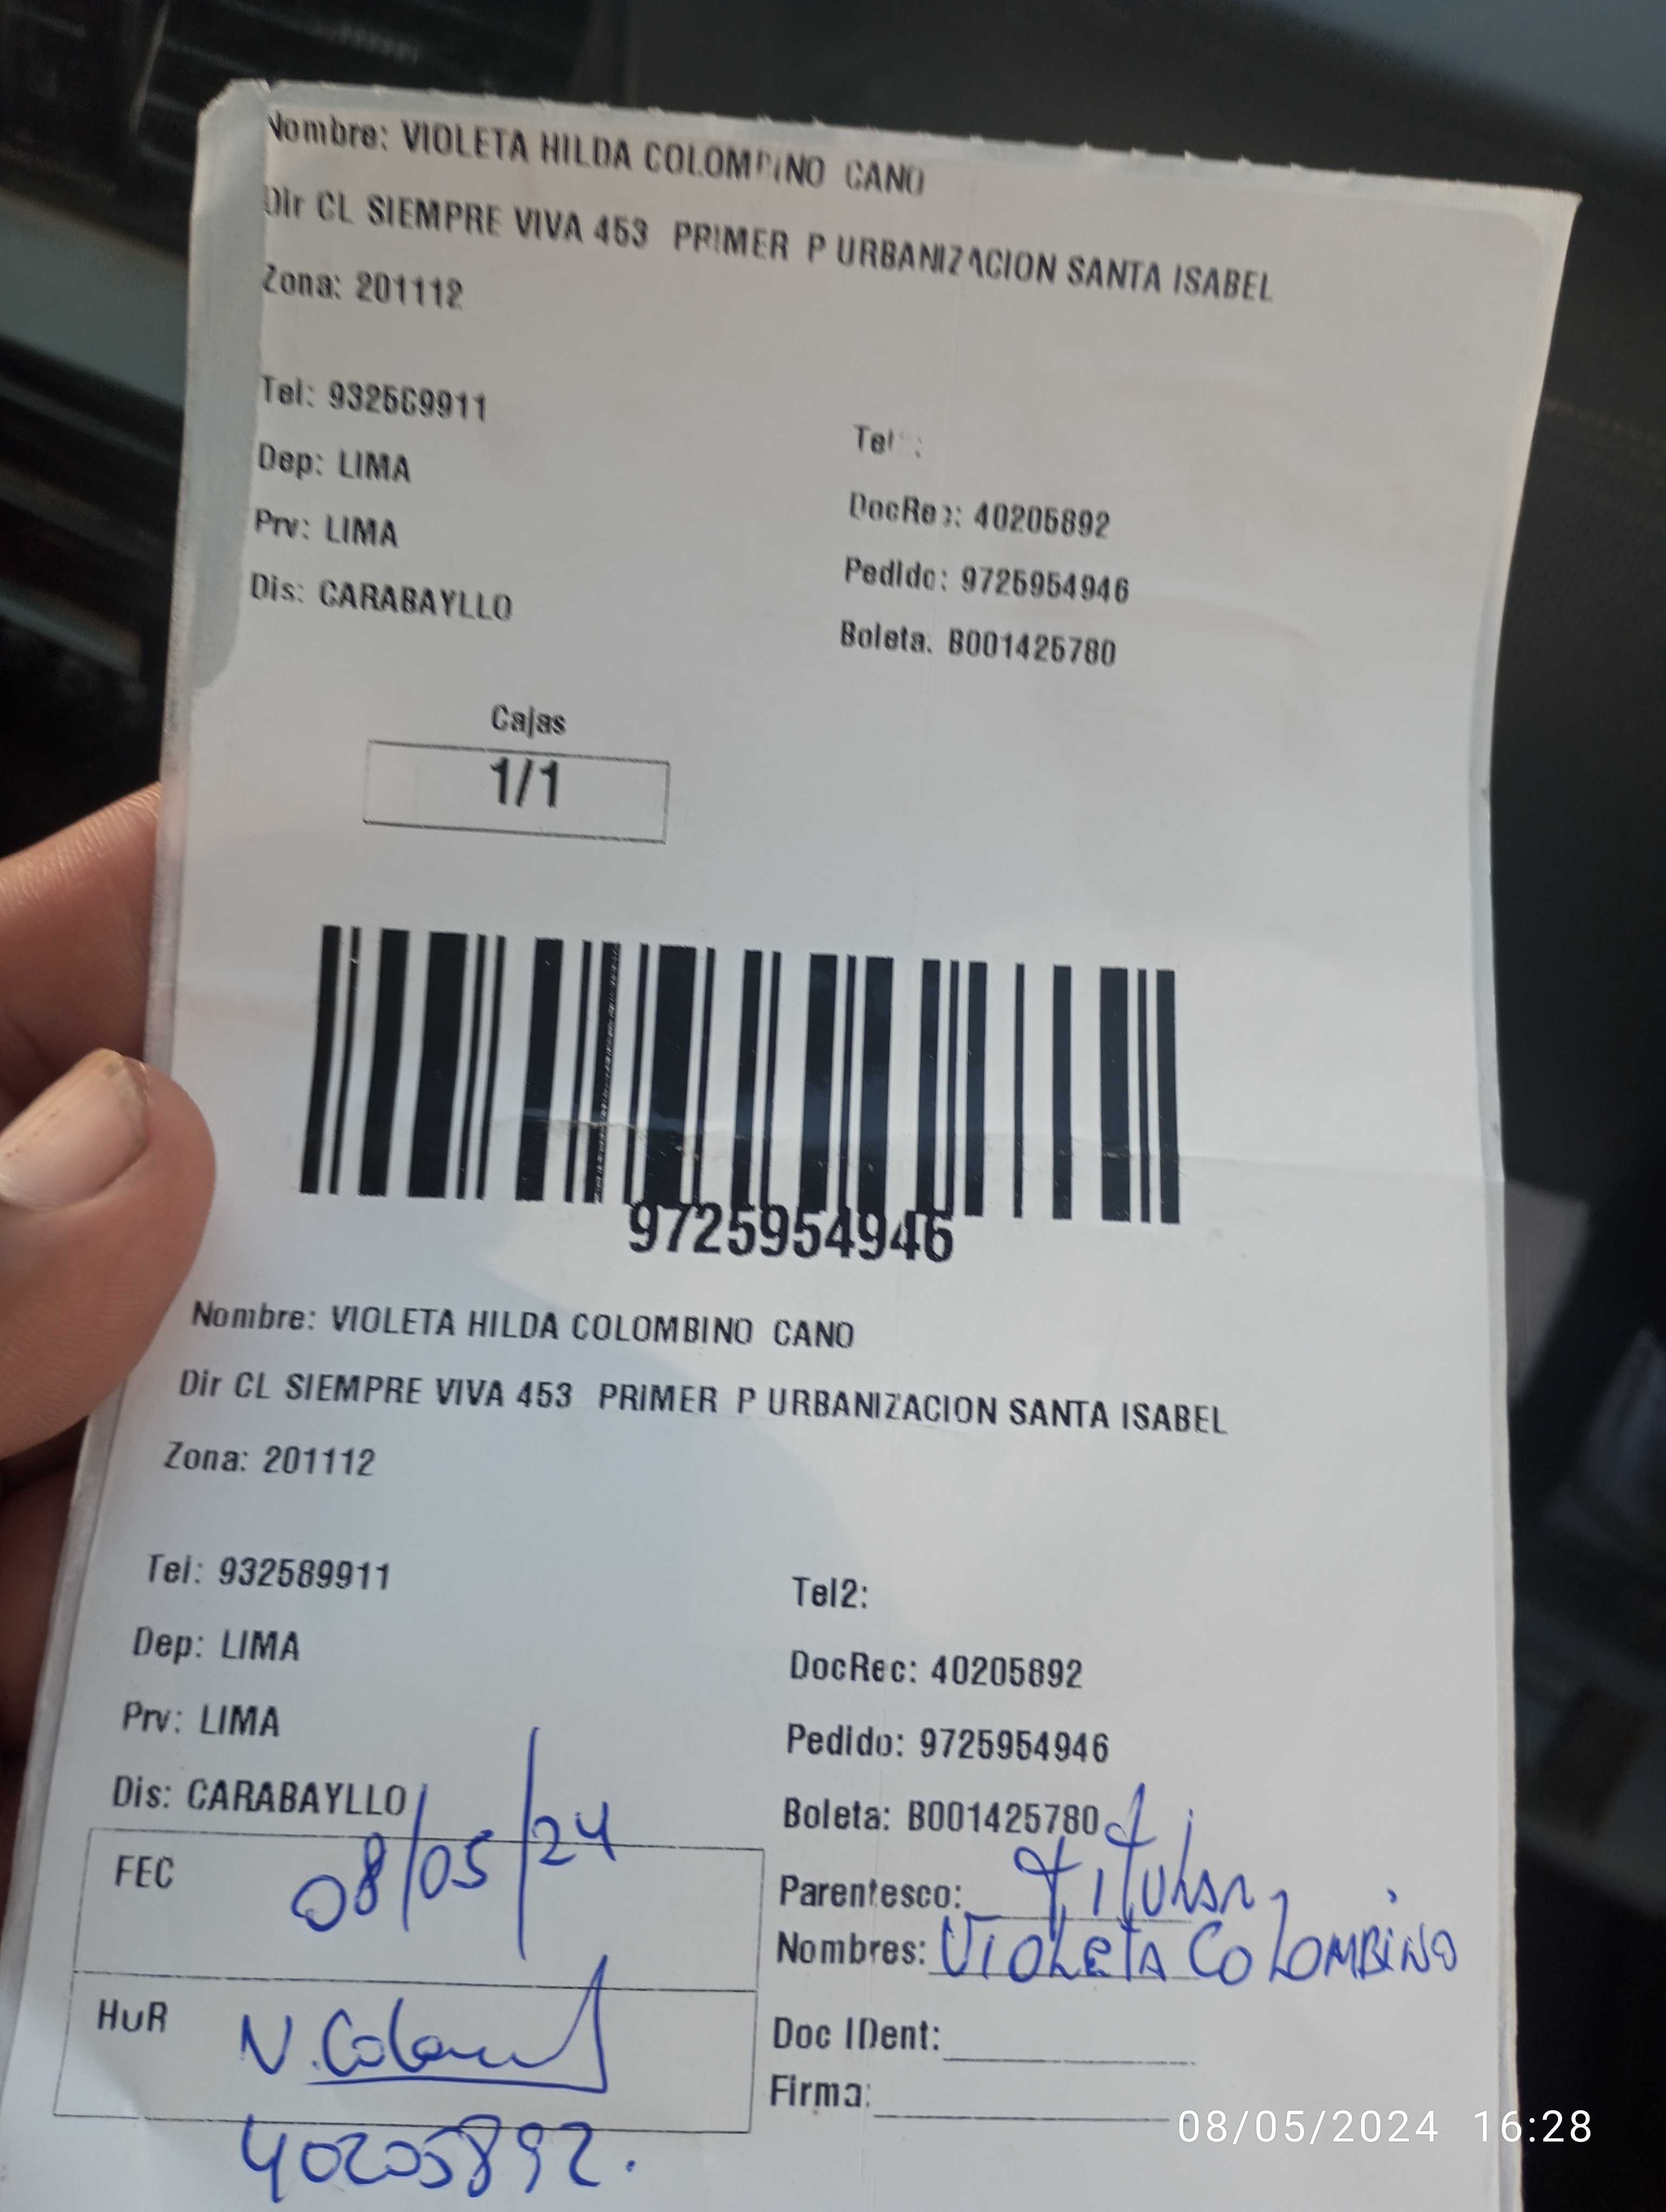 Nombre: VIOLETA HILDA COLOMBINO CANO
Dir CL SIEMPRE VIVA 453 PRIMER P URBANIZACION SANTA ISABEL
Zona: 201112
Tel: 932589911
Tel2:
Dep: LIMA
DocRec: 40205892
Prv: LIMA
Pedido: 9725954946
Dis: CARABAYLLO
Boleta: B001425780
Cajas
1/1
9725954946
Nombre: VIOLETA HILDA COLOMBINO CANO
Dir CL SIEMPRE VIVA 453 PRIMER P URBANIZACION SANTA ISABEL
Zona: 201112
Tel: 932589911
Tel2:
Dep: LIMA
DocRec: 40205892
Prv: LIMA
Pedido: 9725954946
Dis: CARABAYLLO
Boleta: B001425780
FEC 08/05/24
Parentesco: titular
Nombres: Violeta Colombino
HuR
Doc IDent:
Firma:
40205892.
08/05/2024 16:28